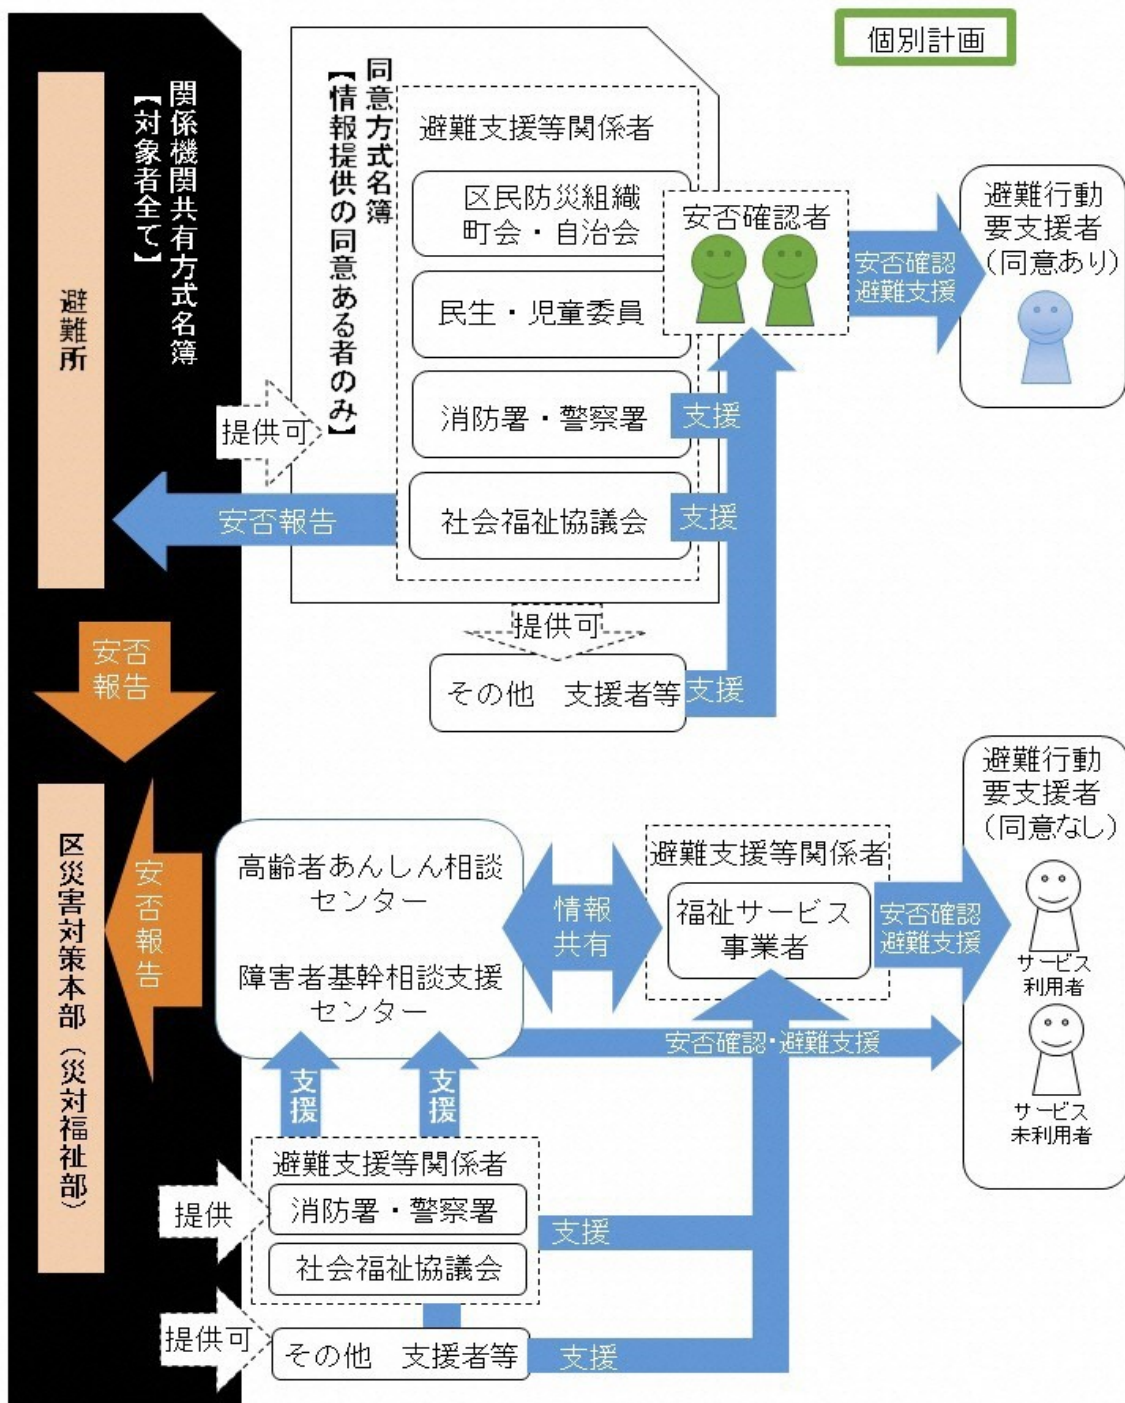 個別計画
関係機関共有方式名簿
【対象者全て】
避難所
同意方式名簿
【情報提供の同意ある者のみ】
避難支援等関係者
区民防災組織
町会・自治会
民生・児童委員
消防署・警察署
社会福祉協議会
安否確認者
安否確認
避難支援
避難行動
要支援者
(同意あり)
支援
支援
提供可
安否報告
提供可
その他　支援者等
支援
安否
報告
区災害対策本部（災対福祉部）
安否報告
高齢者あんしん相談
センター
障害者基幹相談支援
センター
情報
共有
避難支援等関係者
福祉サービス
事業者
安否確認
避難支援
避難行動
要支援者
(同意なし)
サービス
利用者
サービス
未利用者
安否確認・避難支援
支援
支援
避難支援等関係者
消防署・警察署
社会福祉協議会
提供
支援
提供可
その他　支援者等
支援